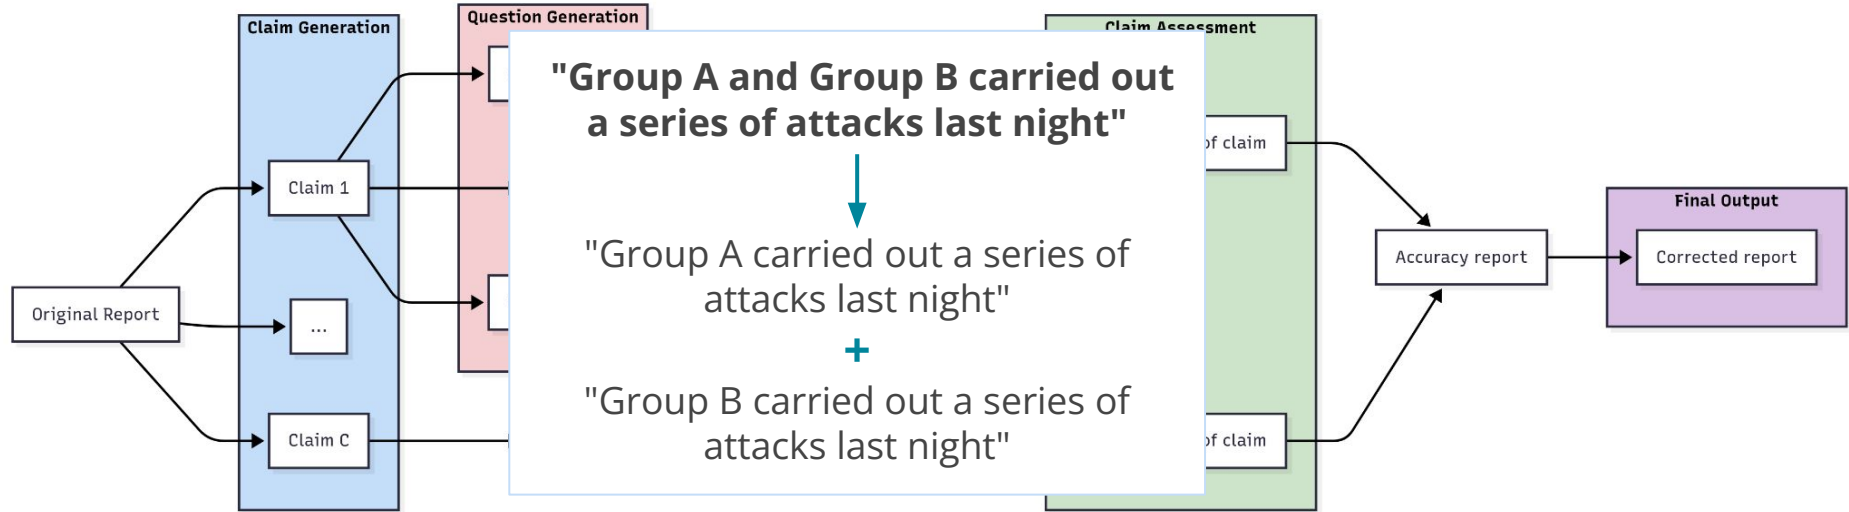 Claim Generation
Question Generation
Claim Assessment
"Group A and Group B carried out
a series of attacks last night"
"Group A carried out a series of
attacks last night"
+
"Group B carried out a series of
attacks last night"
Original Report
Claim 1
...
Claim C
of claim
of claim
Accuracy report
Final Output
Corrected report